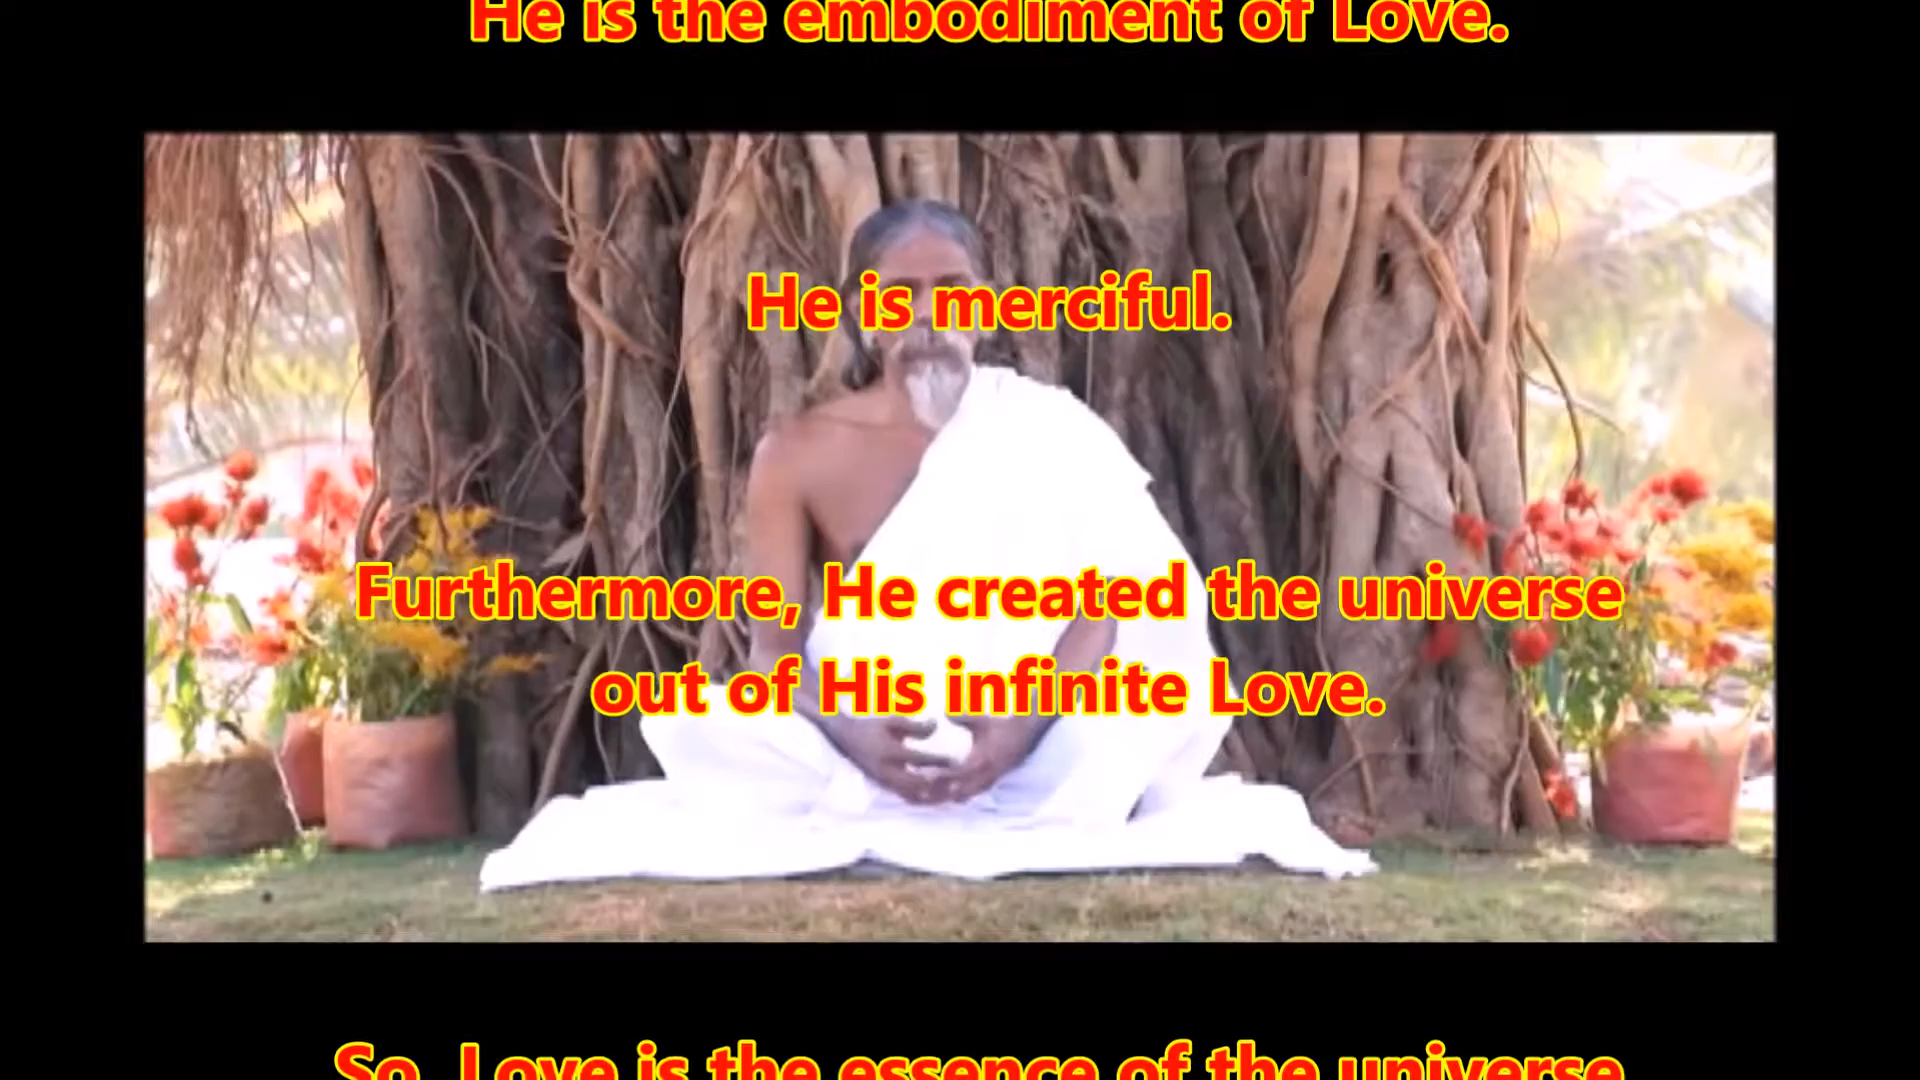 He is the embodiment of Love.
He is merciful.
Furthermore, He created the universe
out of His infinite Love.
So, Love is the essence of the universe